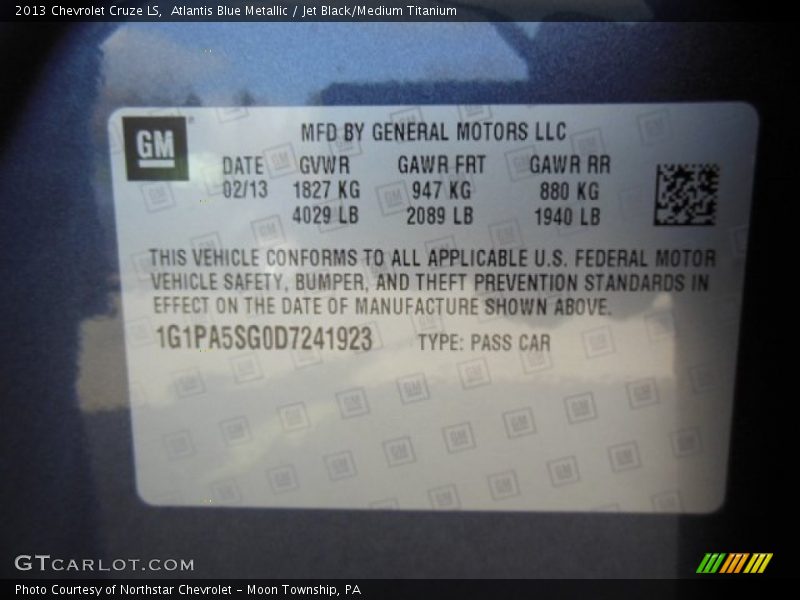 2013 Chevrolet Cruze LS, Atlantis Blue Metallic / Jet Black/Medium Titanium
GM
MFD BY GENERAL MOTORS LLC
DATE GVWR GAWR FRT GAWR RR
02/13 1827 KG 947 KG 880 KG
4029 LB 2089 LB 1940 LB
THIS VEHICLE CONFORMS TO ALL APPLICABLE U.S. FEDERAL MOTOR
VEHICLE SAFETY, BUMPER, AND THEFT PREVENTION STANDARDS IN
EFFECT ON THE DATE OF MANUFACTURE SHOWN ABOVE.
1G1PA5SG0D7241923 TYPE: PASS CAR
GTCARLOT.COM
Photo Courtesy of Northstar Chevrolet - Moon Township, PA